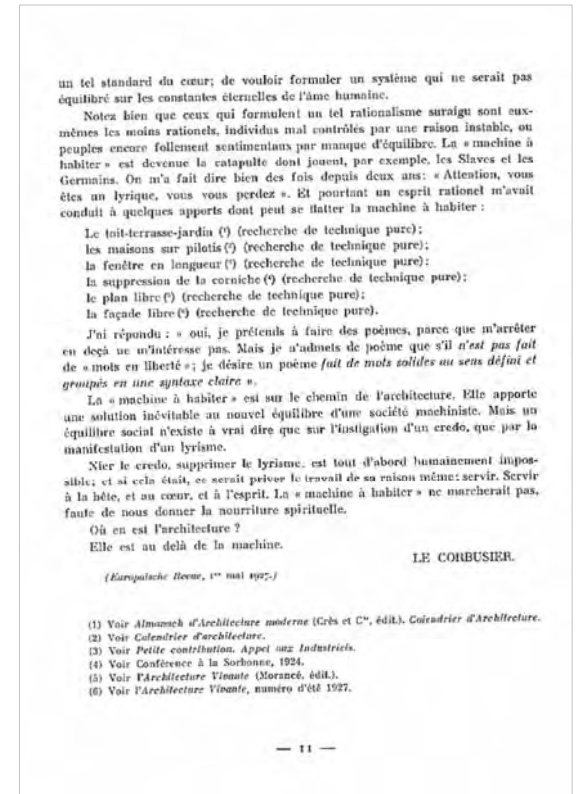 un tel standard du cœur; de vouloir formuler un système qui ne serait pas
équilibré sur les constantes éternelles de l'âme humaine.
Notez bien que ceux qui formulent un tel rationalisme suraigu sont eux-
mêmes les moins rationels, individus mal contrôlés par une raison instable, ou
peuples encore follement sentimentaux par manque d'équilibre. La « machine à
habiter » est devenue la catapulte dont jouent, par exemple, les Slaves et les
Germains. On m'a fait dire bien des fois depuis deux ans: « Attention, vous
êtes un lyrique, vous vous perdez ». Et pourtant un esprit rationel m'avait
conduit à quelques apports dont peut se flatter la machine à habiter :
Le toit-terrasse-jardin (¹) (recherche de technique pure);
les maisons sur pilotis (²) (recherche de technique pure);
la fenêtre en longueur (³) (recherche de technique pure);
la suppression de la corniche (⁴) (recherche de technique pure);
le plan libre (⁵) (recherche de technique pure);
la façade libre (⁶) (recherche de technique pure).
J'ai répondu : « oui, je prétends à faire des poèmes, parce que m'arrêter
en deçà ne m'intéresse pas. Mais je n'admets de poème que s'il n'est pas fait
de « mots en liberté »; je désire un poème fait de mots solides au sens défini et
groupés en une syntaxe claire ».
La « machine à habiter » est sur le chemin de l'architecture. Elle apporte
une solution inévitable au nouvel équilibre d'une société machiniste. Mais un
équilibre social n'existe à vrai dire que sur l'instigation d'un credo, que par la
manifestation d'un lyrisme.
Nier le credo, supprimer le lyrisme, est tout d'abord humainement impos-
sible; et si cela était, ce serait priver le travail de sa raison même: servir. Servir
à la bête, et au cœur, et à l'esprit. La « machine à habiter » ne marcherait pas,
faute de nous donner la nourriture spirituelle.
Où en est l'architecture ?
Elle est au delà de la machine.
LE CORBUSIER.
(Europaïsche Revue, 1er mai 1927.)
(1) Voir Almanach d'Architecture moderne (Crès et Cie, édit.). Calendrier d'Architecture.
(2) Voir Calendrier d'architecture.
(3) Voir Petite contribution. Appel aux Industriels.
(4) Voir Conférence à la Sorbonne, 1924.
(5) Voir l'Architecture Vivante (Morancé, édit.).
(6) Voir l'Architecture Vivante, numéro d'été 1927.
— 11 —